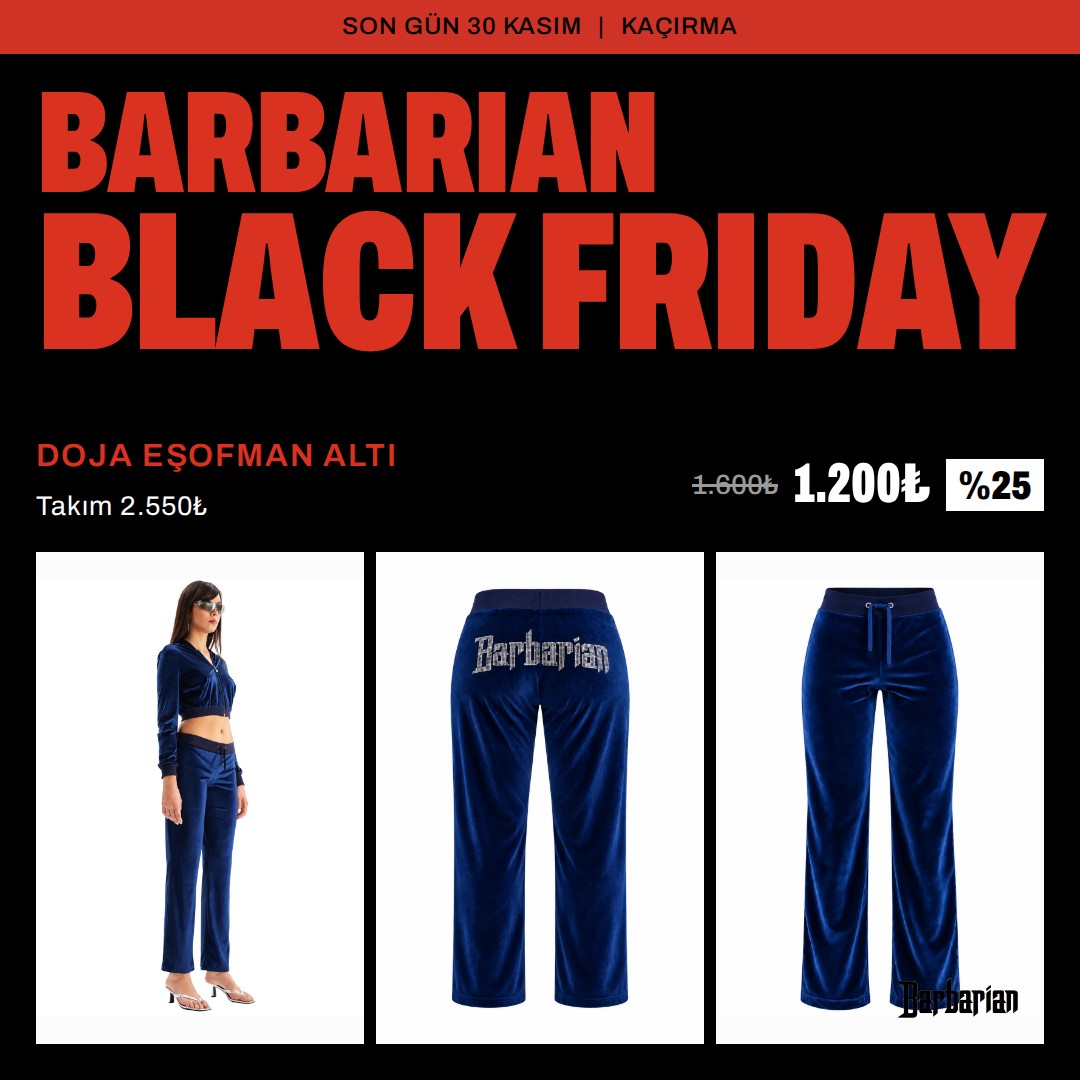 SON GÜN 30 KASIM | KAÇIRMA
BARBARIAN
BLACK FRIDAY
DOJA EŞOFMAN ALTI
Takım 2.550₺
1.600₺ 1.200₺ %25
Barbarian
Barbarian